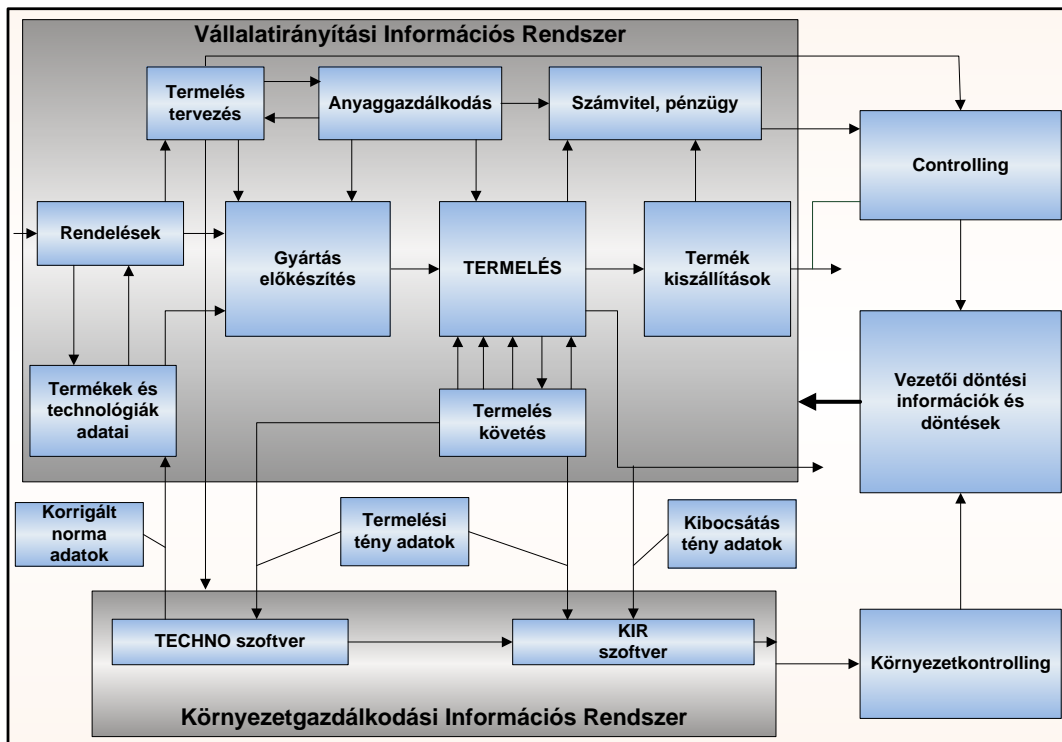 Vállalatirányítási Információs Rendszer
Termelés
tervezés
Anyaggazdálkodás
Számvitel, pénzügy
Controlling
Rendelések
Gyártás
előkészítés
TERMELÉS
Termék
kiszállítások
Termékek és
technológiák
adatai
Termelés
követés
Vezetői döntési
információk és
döntések
Korrigált
norma
adatok
Termelési
tény adatok
Kibocsátás
tény adatok
TECHNO szoftver
KIR
szoftver
Környezetkontrolling
Környezetgazdálkodási Információs Rendszer